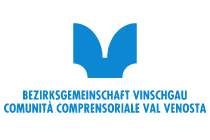 BEZIRKSGEMEINSCHAFT VINSCHGAU
COMUNITÀ COMPRENSORIALE VAL VENOSTA